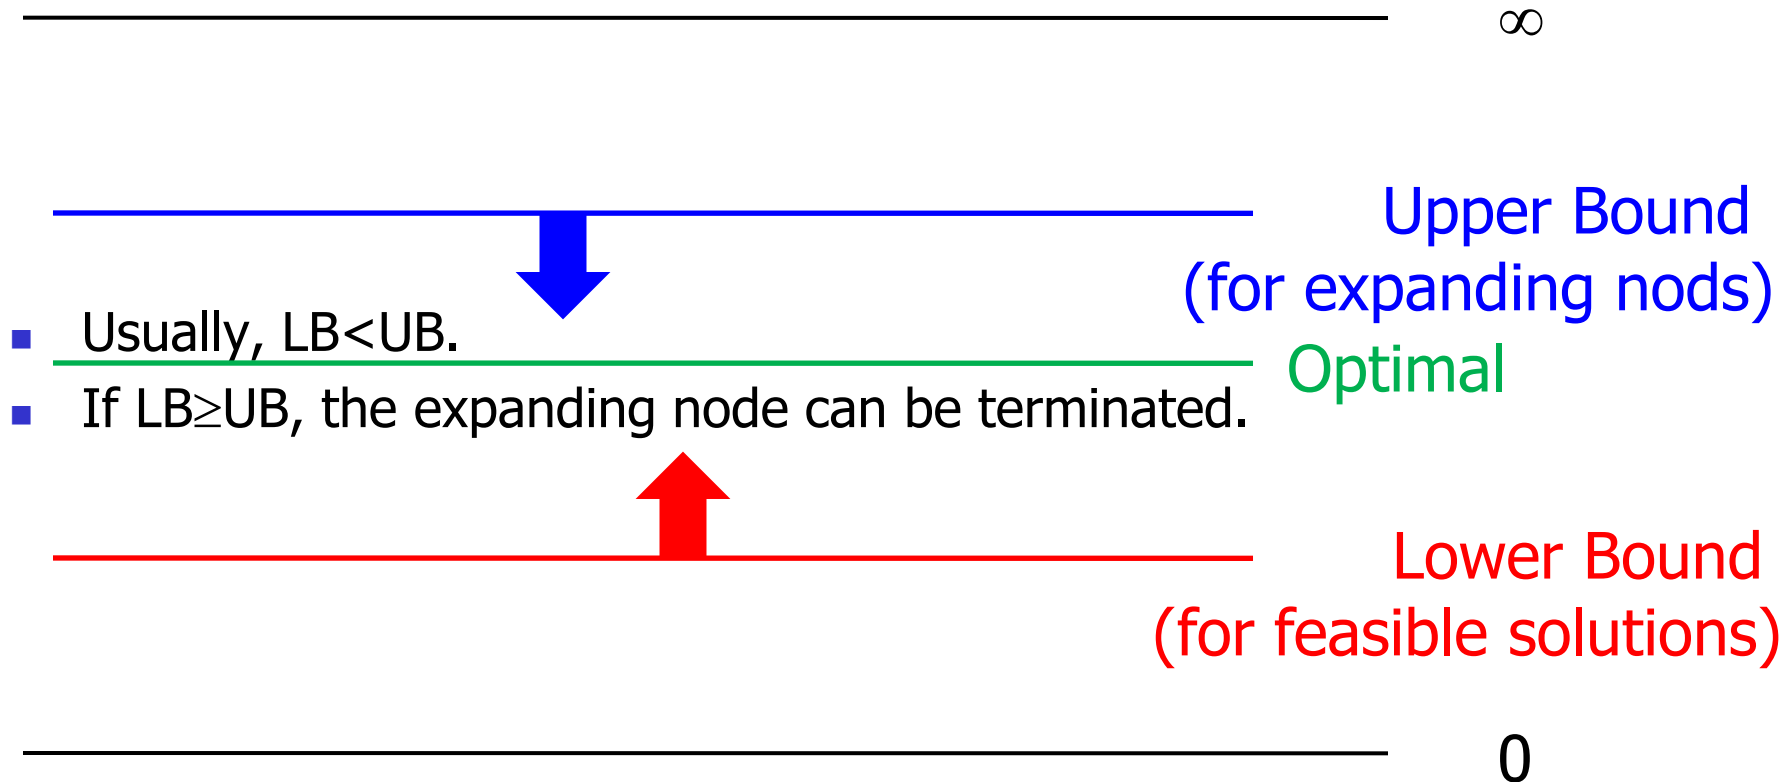 ∞
Upper Bound
(for expanding nods)
■ Usually, LB<UB.
Optimal
■ If LB≥UB, the expanding node can be terminated.
Lower Bound
(for feasible solutions)
0